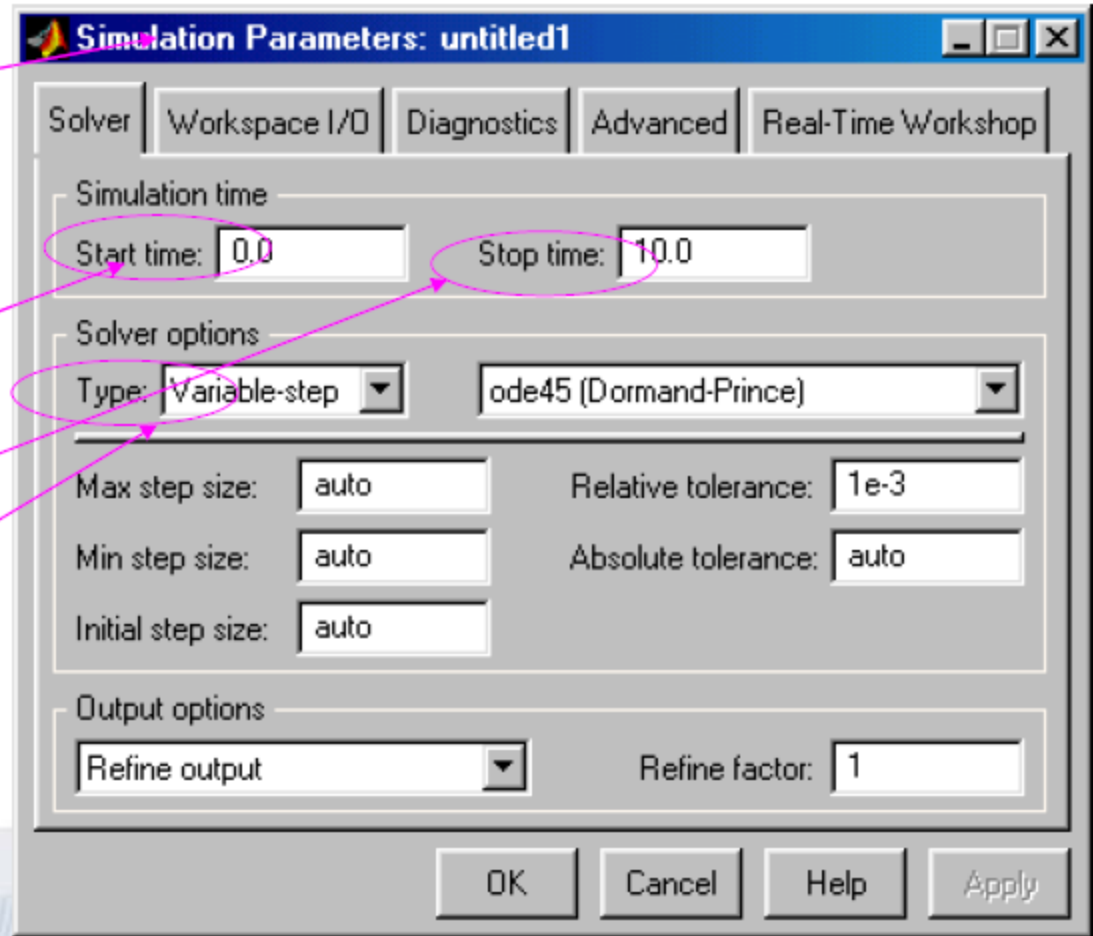 Simulation Parameters: untitled1
Solver Workspace I/O Diagnostics Advanced Real-Time Workshop
Simulation time
Start time: 0.0 Stop time: 10.0
Solver options
Type: Variable-step ode45 (Dormand-Prince)
Max step size: auto Relative tolerance: 1e-3
Min step size: auto Absolute tolerance: auto
Initial step size: auto
Output options
Refine output Refine factor: 1
OK Cancel Help Apply